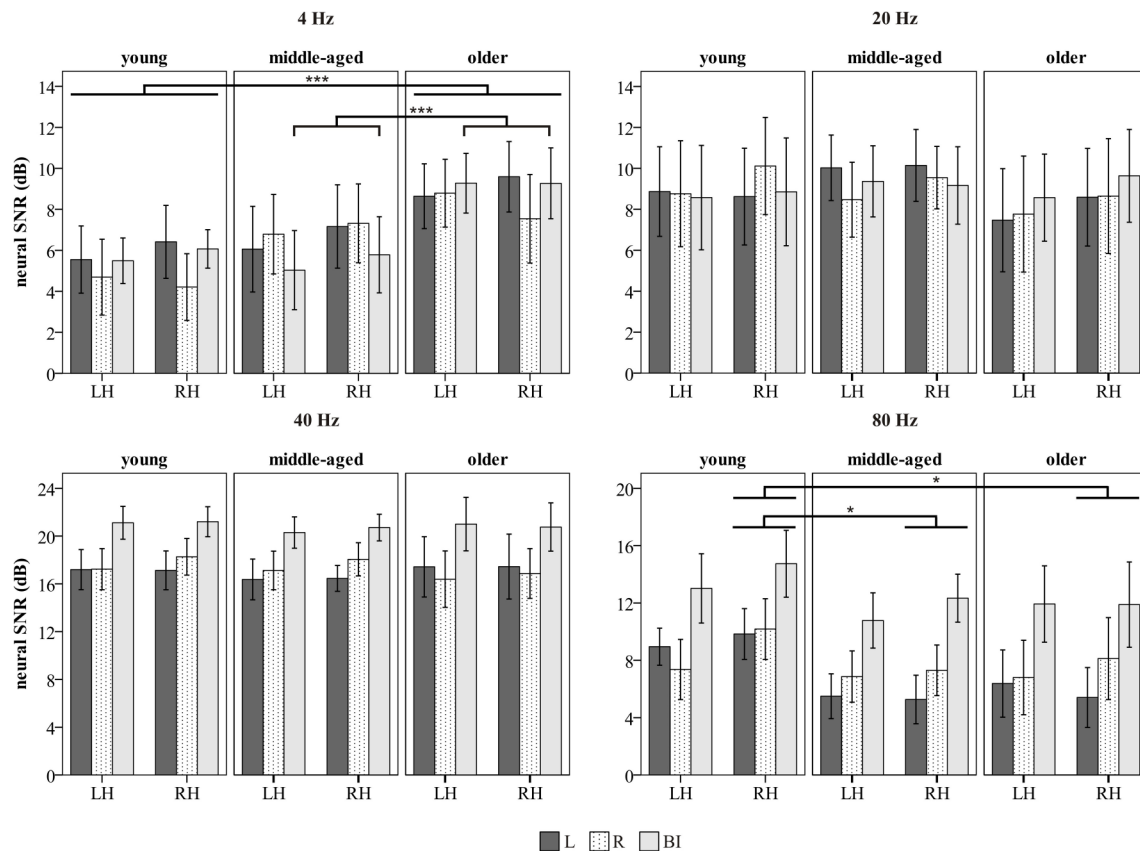 4 Hz
young middle-aged older
neural SNR (dB)
14
12
10
8
6
4
2
0
***
***
LH RH LH RH LH RH
20 Hz
young middle-aged older
14
12
10
8
6
4
2
0
LH RH LH RH LH RH
40 Hz
young middle-aged older
neural SNR (dB)
24
20
16
12
8
4
0
LH RH LH RH LH RH
80 Hz
young middle-aged older
20
16
12
8
4
0
*
*
LH RH LH RH LH RH
L R BI